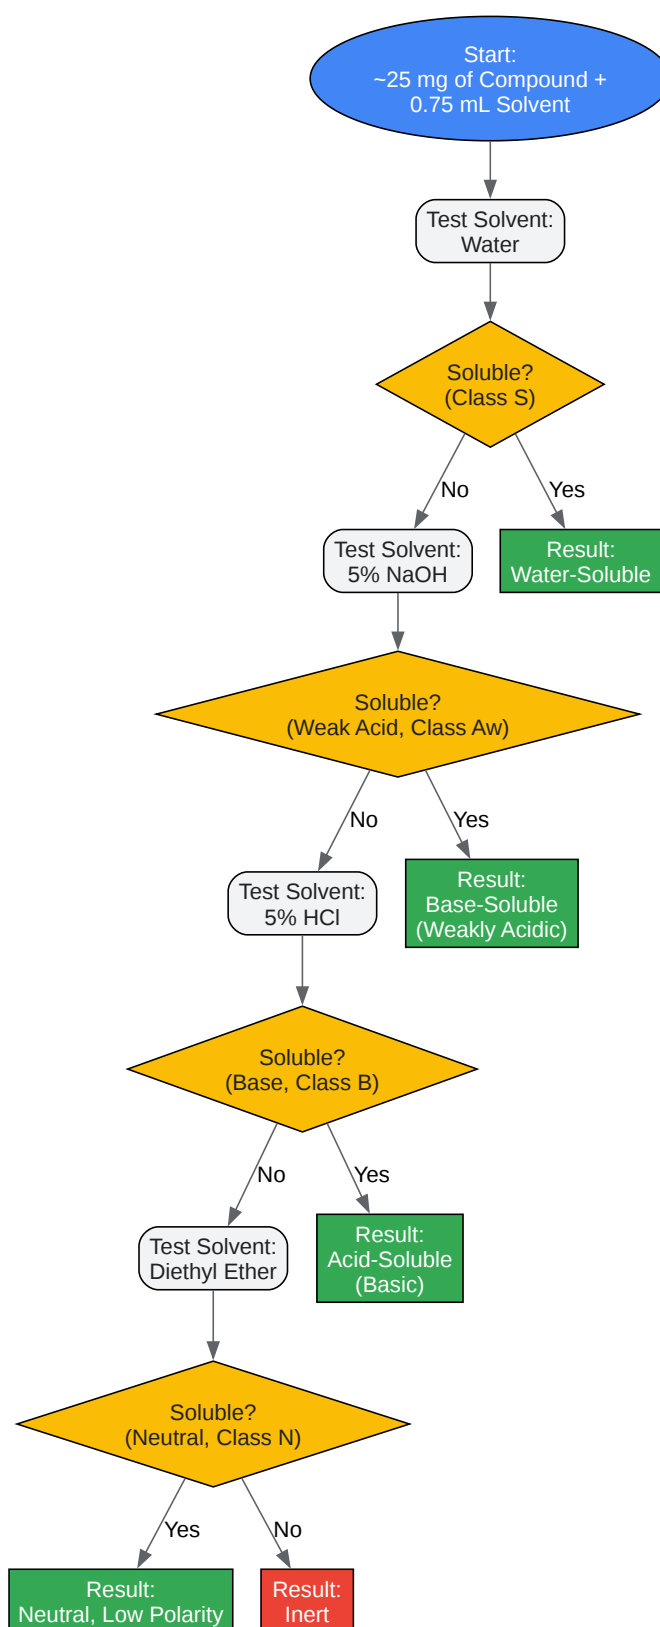 Start:
~25 mg of Compound +
0.75 mL Solvent
Test Solvent:
Water
Soluble?
(Class S)
No
Yes
Test Solvent:
5% NaOH
Result:
Water-Soluble
Soluble?
(Weak Acid, Class Aw)
No
Yes
Test Solvent:
5% HCl
Result:
Base-Soluble
(Weakly Acidic)
Soluble?
(Base, Class B)
No
Yes
Test Solvent:
Diethyl Ether
Result:
Acid-Soluble
(Basic)
Soluble?
(Neutral, Class N)
Yes
No
Result:
Neutral, Low Polarity
Result:
Inert